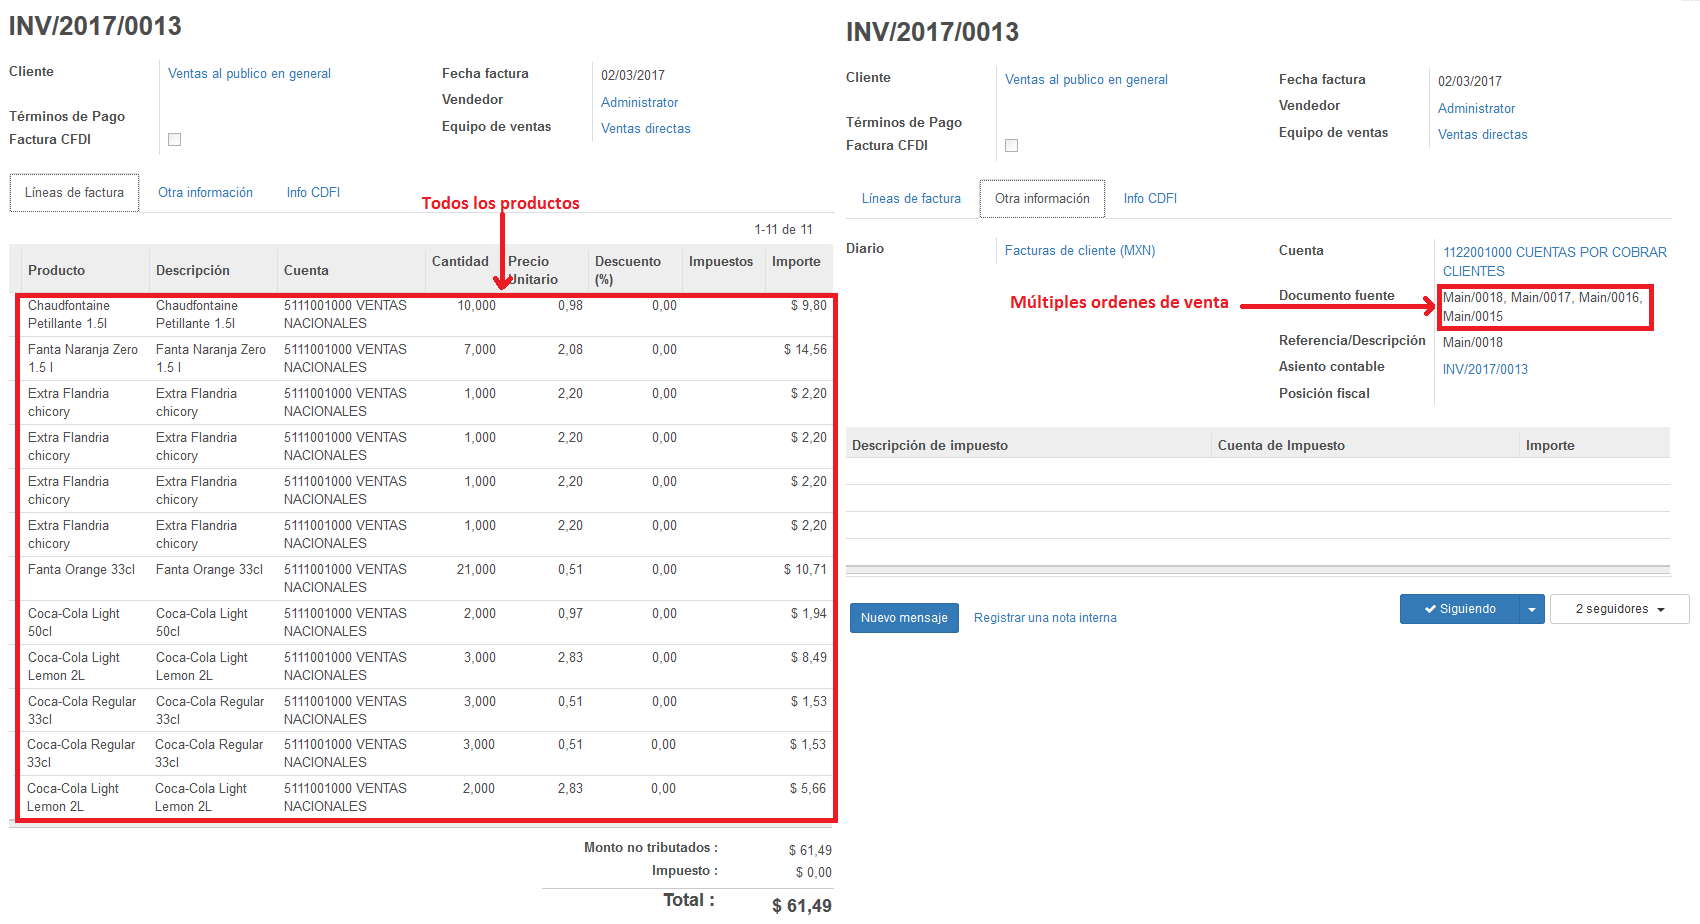 INV/2017/0013
Cliente
Ventas al publico en general
Fecha factura
02/03/2017
Vendedor
Administrator
Términos de Pago
Equipo de ventas
Ventas directas
Factura CFDI
Líneas de factura
Otra información
Info CDFI
Todos los productos
1-11 de 11
Producto Descripción Cuenta Cantidad Precio Unitario Descuento (%) Impuestos Importe
Chaudfontaine Petillante 1.5l Chaudfontaine Petillante 1.5l 5111001000 VENTAS NACIONALES 10,000 0,98 0,00 $ 9,80
Fanta Naranja Zero 1.5 l Fanta Naranja Zero 1.5 l 5111001000 VENTAS NACIONALES 7,000 2,08 0,00 $ 14,56
Extra Flandria chicory Extra Flandria chicory 5111001000 VENTAS NACIONALES 1,000 2,20 0,00 $ 2,20
Extra Flandria chicory Extra Flandria chicory 5111001000 VENTAS NACIONALES 1,000 2,20 0,00 $ 2,20
Extra Flandria chicory Extra Flandria chicory 5111001000 VENTAS NACIONALES 1,000 2,20 0,00 $ 2,20
Extra Flandria chicory Extra Flandria chicory 5111001000 VENTAS NACIONALES 1,000 2,20 0,00 $ 2,20
Fanta Orange 33cl Fanta Orange 33cl 5111001000 VENTAS NACIONALES 21,000 0,51 0,00 $ 10,71
Coca-Cola Light 50cl Coca-Cola Light 50cl 5111001000 VENTAS NACIONALES 2,000 0,97 0,00 $ 1,94
Coca-Cola Light Lemon 2L Coca-Cola Light Lemon 2L 5111001000 VENTAS NACIONALES 3,000 2,83 0,00 $ 8,49
Coca-Cola Regular 33cl Coca-Cola Regular 33cl 5111001000 VENTAS NACIONALES 3,000 0,51 0,00 $ 1,53
Coca-Cola Regular 33cl Coca-Cola Regular 33cl 5111001000 VENTAS NACIONALES 3,000 0,51 0,00 $ 1,53
Coca-Cola Light Lemon 2L Coca-Cola Light Lemon 2L 5111001000 VENTAS NACIONALES 2,000 2,83 0,00 $ 5,66
Monto no tributados : $ 61,49
Impuesto : $ 0,00
Total : $ 61,49
INV/2017/0013
Cliente
Ventas al publico en general
Fecha factura
02/03/2017
Vendedor
Administrator
Términos de Pago
Equipo de ventas
Ventas directas
Factura CFDI
Líneas de factura
Otra información
Info CDFI
Diario
Facturas de cliente (MXN)
Cuenta
1122001000 CUENTAS POR COBRAR
CLIENTES
Múltiples ordenes de venta
Documento fuente
Main/0018, Main/0017, Main/0016,
Main/0015
Referencia/Descripción
Main/0018
Asiento contable
INV/2017/0013
Posición fiscal
Descripción de impuesto Cuenta de Impuesto Importe
Nuevo mensaje
Registrar una nota interna
Siguiendo
2 seguidores